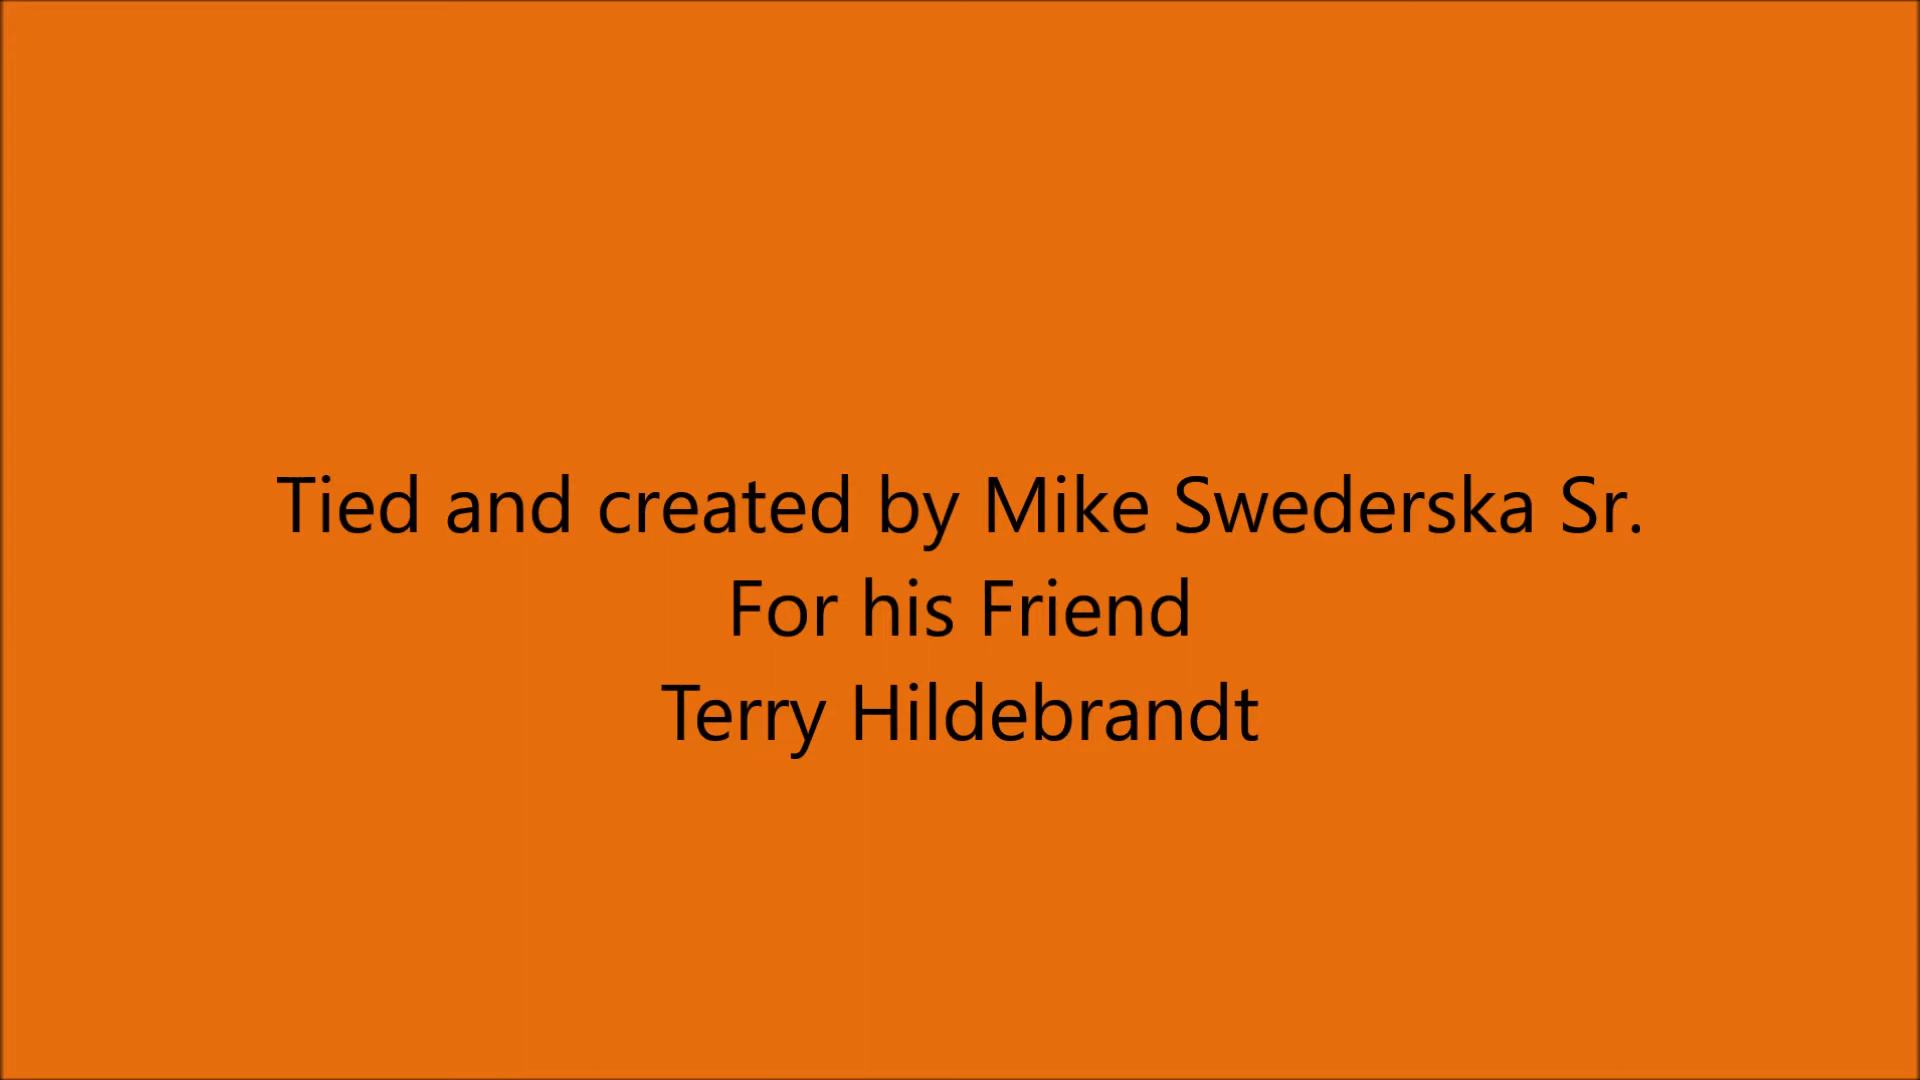 Tied and created by Mike Swederska Sr.
For his Friend
Terry Hildebrandt